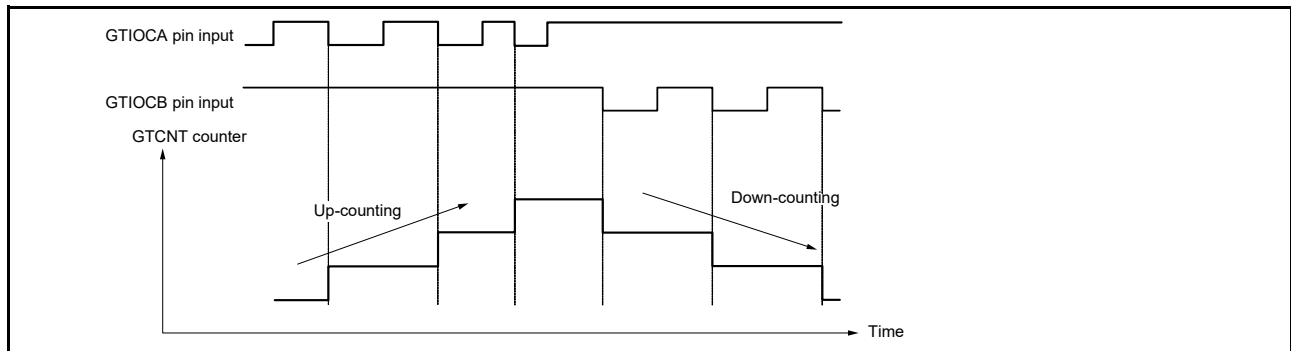 GTIOCA pin input
GTIOCB pin input
GTCNT counter
Up-counting
Down-counting
Time